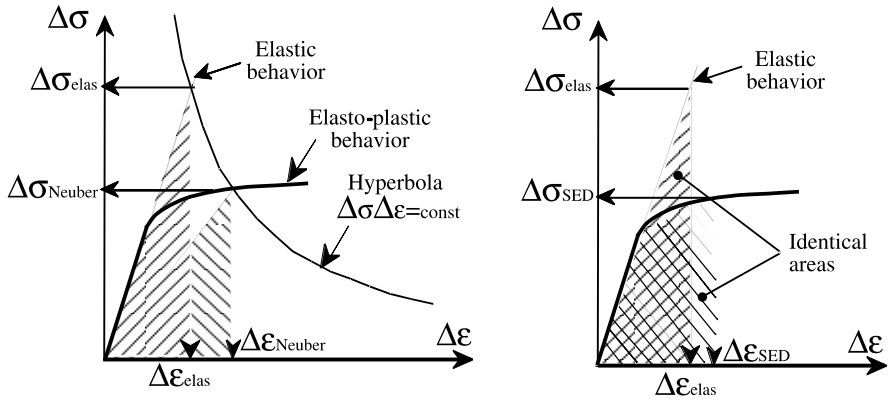 Δσ
Elastic
behavior
Δσelas
Elasto-plastic
behavior
ΔσNeuber
Hyperbola
ΔσΔε=const
ΔεNeuber
Δε
Δεelas
Δσ
Elastic
behavior
Δσelas
ΔσSED
Identical
areas
ΔεSED
Δε
Δεelas